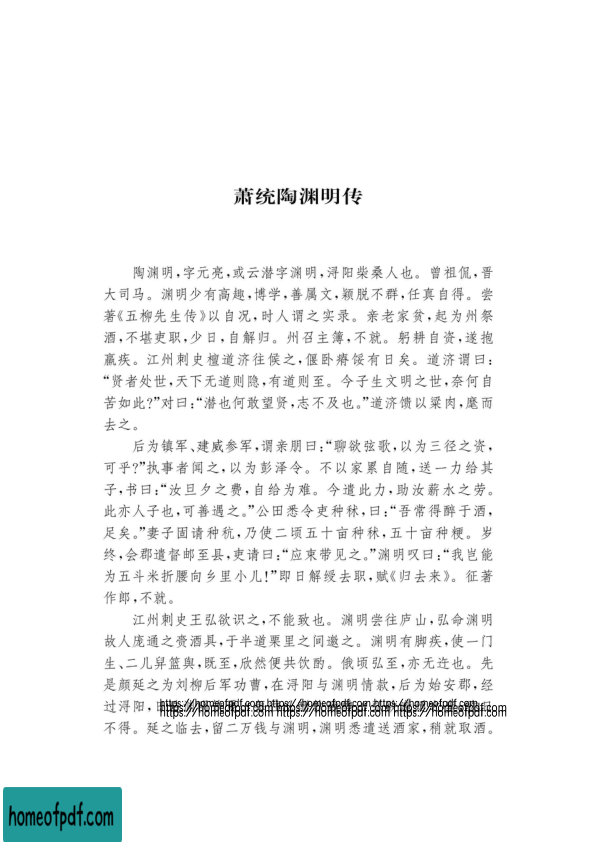 萧统陶渊明传
陶渊明，字元亮，或云潜字渊明，浔阳柴桑人也。曾祖侃，晋
大司马。渊明少有高趣，博学，善属文，颖脱不群，任真自得。尝
著《五柳先生传》以自况，时人谓之实录。亲老家贫，起为州祭
酒，不堪吏职，少日，自解归。州召主簿，不就。躬耕自资，遂抱
羸疾。江州刺史檀道济往候之，偃卧瘠馁有日矣。道济谓曰：
“贤者处世，天下无道则隐，有道则至。今子生文明之世，奈何自
苦如此？”对曰：“潜也何敢望贤，志不及也。”道济馈以粱肉，麾而
去之。
后为镇军、建威参军，谓亲朋曰：“聊欲弦歌，以为三径之资，
可乎？”执事者闻之，以为彭泽令。不以家累自随，送一力给其
子，书曰：“汝旦夕之费，自给为难。今遣此力，助汝薪水之劳。
此亦人子也，可善遇之。”公田悉令吏种秫，曰：“吾常得醉于酒，
足矣。”妻子固请种秔，乃使二顷五十亩种秫，五十亩种粳。岁
终，会郡遣督邮至县，吏请曰：“应束带见之。”渊明叹曰：“我岂能
为五斗米折腰向乡里小儿！”即日解绶去职，赋《归去来》。征著
作郎，不就。
江州刺史王弘欲识之，不能致也。渊明尝往庐山，弘命渊明
故人庞通之赍酒具，于半道栗里之间邀之。渊明有脚疾，使一门
生、二儿舁篮舆，既至，欣然便共饮酌。俄顷弘至，亦无迕也。先
是颜延之为刘柳后军功曹，在浔阳与渊明情款，后为始安郡，经
过浔阳，
https://homeofpdf.com https://homeofpdf.com https://homeofpdf.com
https://homeofpdf.com https://homeofpdf.com https://homeofpdf.com
不得。延之临去，留二万钱与渊明，渊明悉遣送酒家，稍就取酒。
homeofpdf.com